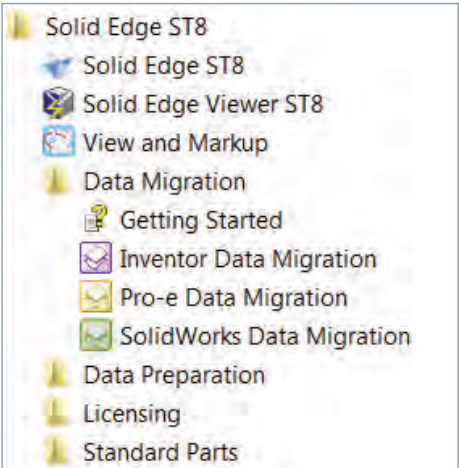 Solid Edge ST8
Solid Edge ST8
Solid Edge Viewer ST8
View and Markup
Data Migration
Getting Started
Inventor Data Migration
Pro-e Data Migration
SolidWorks Data Migration
Data Preparation
Licensing
Standard Parts